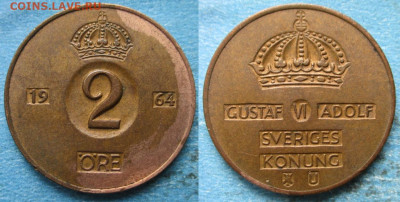 COINS.LAVE.RU
19 2 64
ÖRE
GUSTAF VI ADOLF
SVERIGES
KONUNG
U